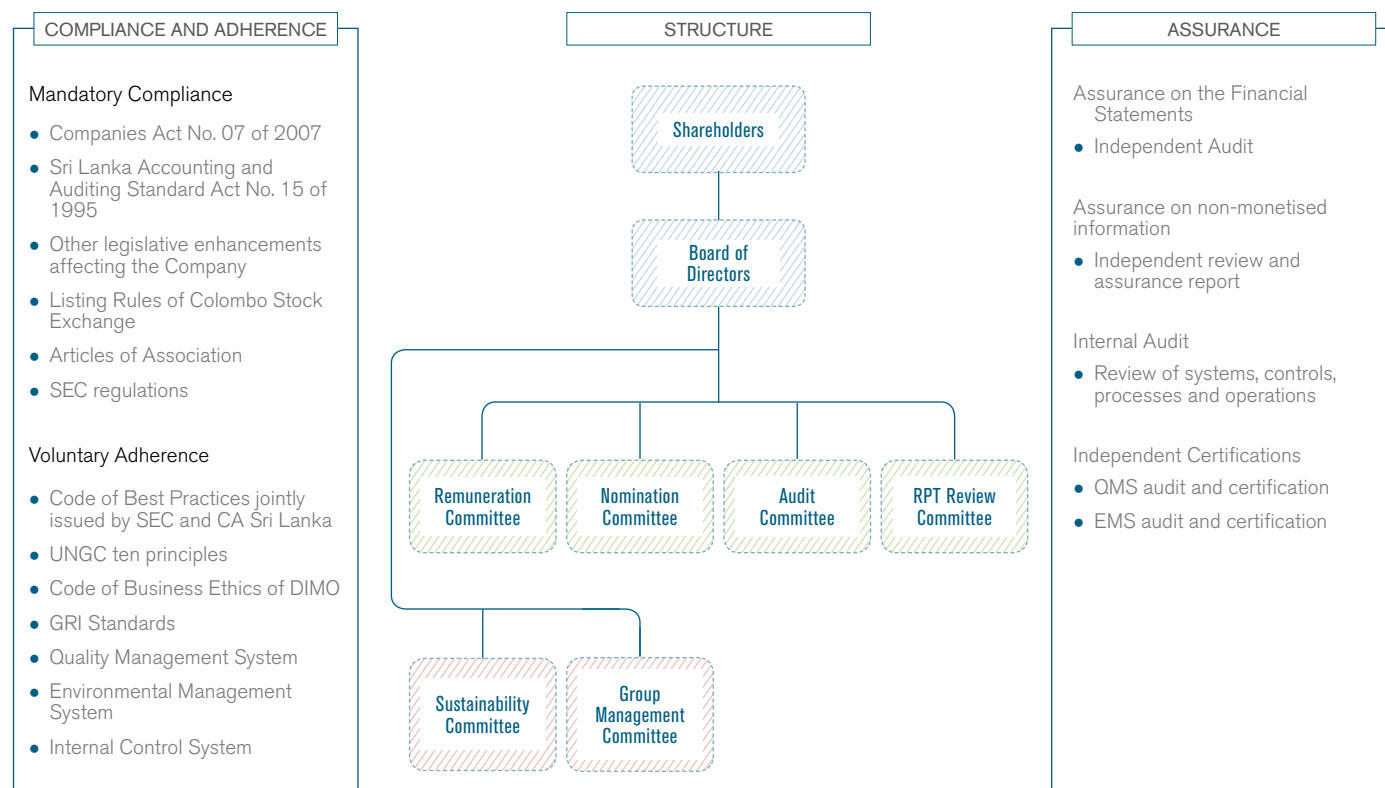 COMPLIANCE AND ADHERENCE
Mandatory Compliance
● Companies Act No. 07 of 2007
● Sri Lanka Accounting and
Auditing Standard Act No. 15 of
1995
● Other legislative enhancements
affecting the Company
● Listing Rules of Colombo Stock
Exchange
● Articles of Association
● SEC regulations
Voluntary Adherence
● Code of Best Practices jointly
issued by SEC and CA Sri Lanka
● UNGC ten principles
● Code of Business Ethics of DIMO
● GRI Standards
● Quality Management System
● Environmental Management
System
● Internal Control System
STRUCTURE
Shareholders
Board of
Directors
Remuneration
Committee
Nomination
Committee
Audit
Committee
RPT Review
Committee
Sustainability
Committee
Group
Management
Committee
ASSURANCE
Assurance on the Financial
Statements
● Independent Audit
Assurance on non-monetised
information
● Independent review and
assurance report
Internal Audit
● Review of systems, controls,
processes and operations
Independent Certifications
● QMS audit and certification
● EMS audit and certification